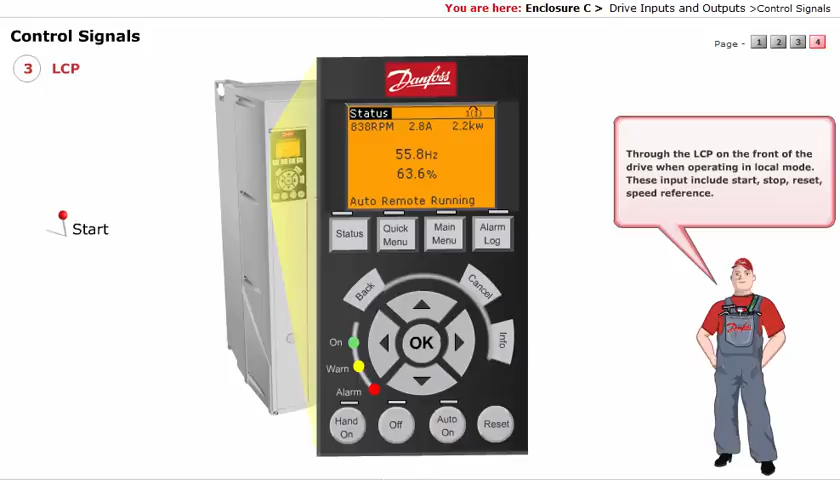 You are here: Enclosure C > Drive Inputs and Outputs >Control Signals
Control Signals
Page - 1 2 3 4
3 LCP
Danfoss
Status 1(1)
838RPM 2.8A 2.2kw
55.8Hz
63.6%
Auto Remote Running
Through the LCP on the front of the
drive when operating in local mode.
These input include start, stop, reset,
speed reference.
Start
Status
Quick
Menu
Main
Menu
Alarm
Log
Back
Cancel
Info
OK
On
Warn
Alarm
Hand
On
Off
Auto
On
Reset
Danfoss